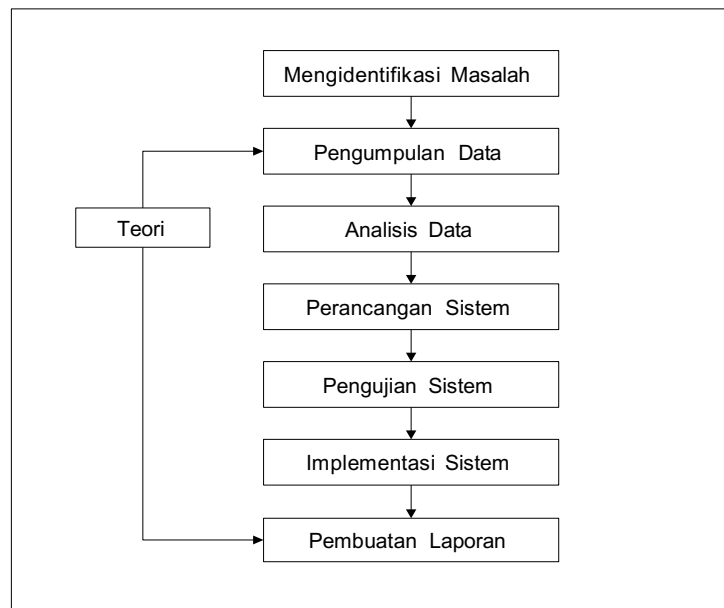 Mengidentifikasi Masalah
Pengumpulan Data
Teori
Analisis Data
Perancangan Sistem
Pengujian Sistem
Implementasi Sistem
Pembuatan Laporan